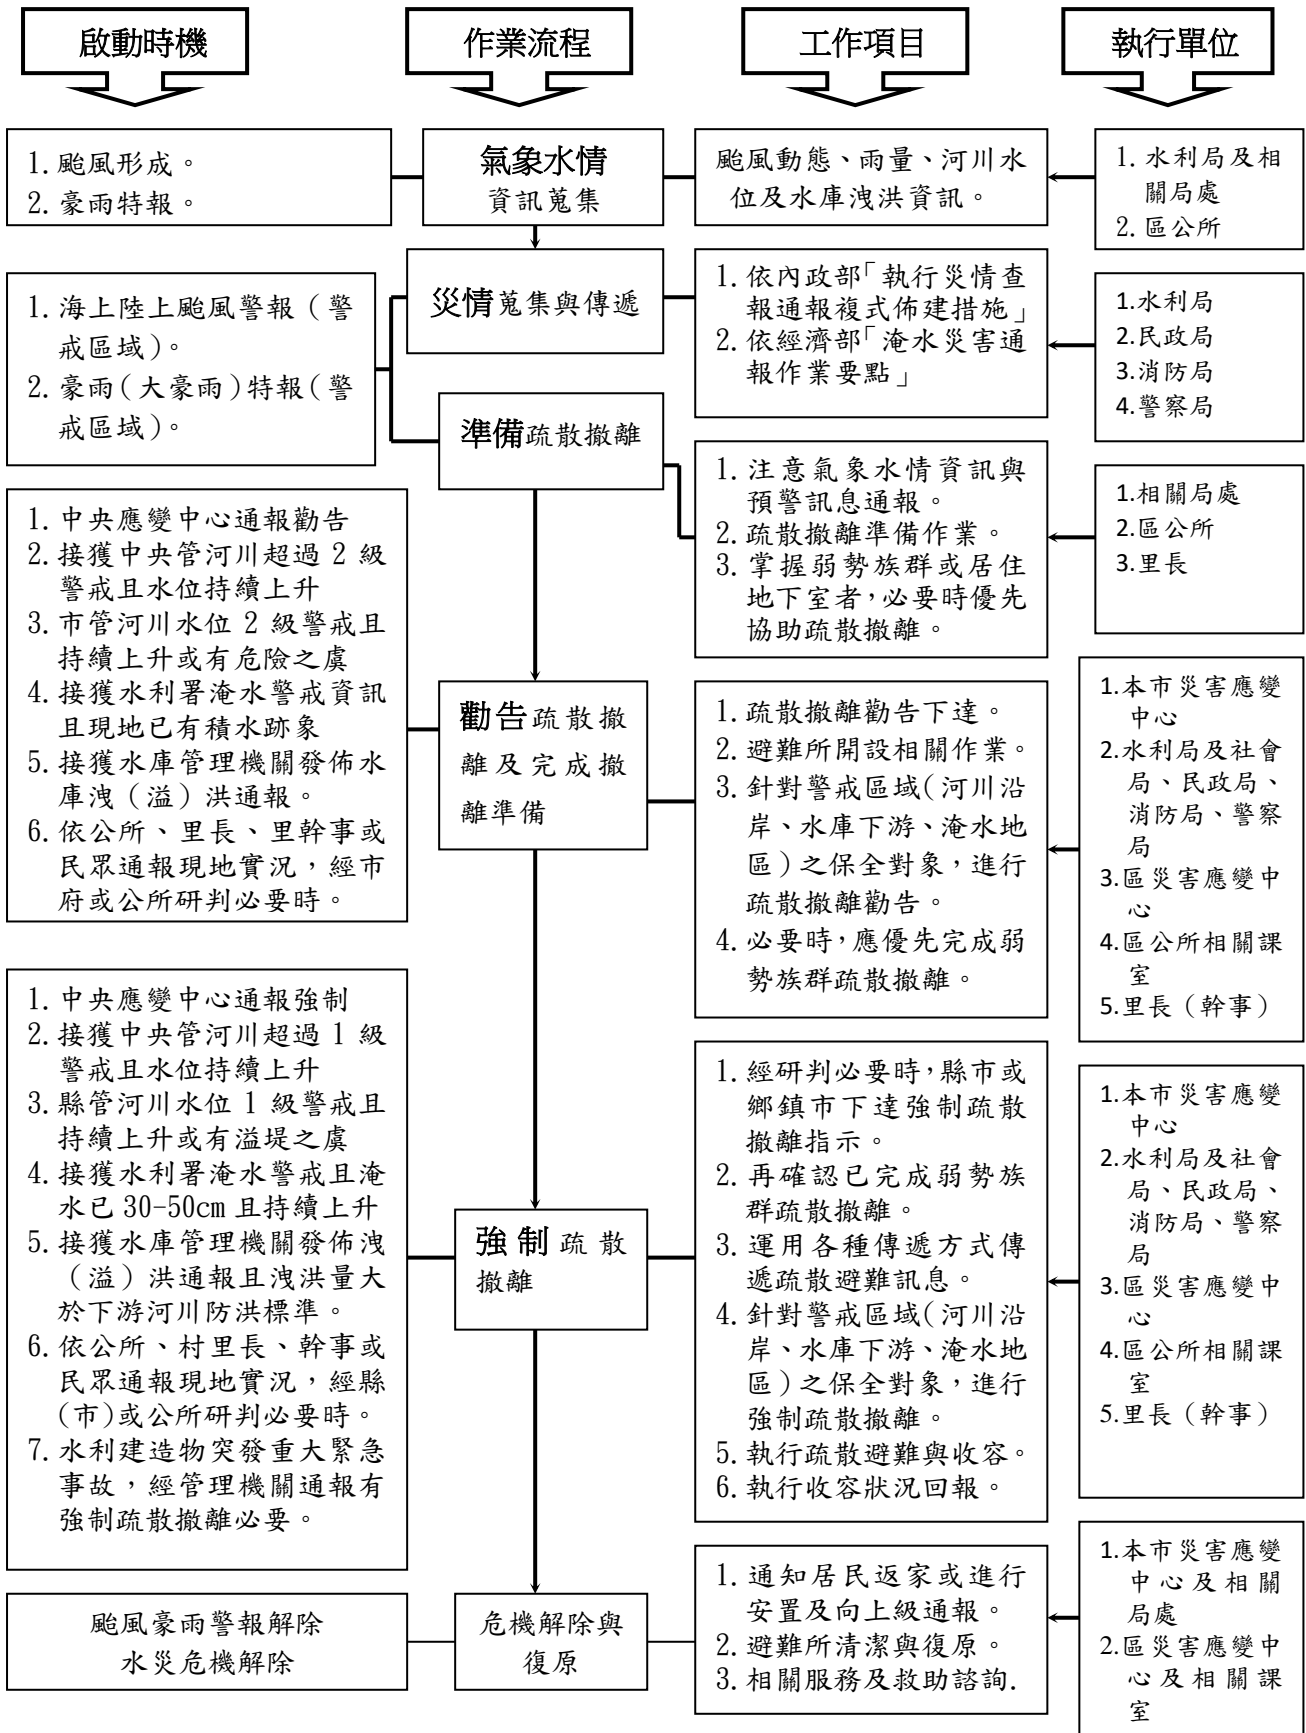 啟動時機
作業流程
工作項目
執行單位
1. 颱風形成。
2. 豪雨特報。
氣象水情
資訊蒐集
颱風動態、雨量、河川水
位及水庫洩洪資訊。
1. 水利局及相
關局處
2. 區公所
1. 海上陸上颱風警報（警
戒區域）。
2. 豪雨（大豪雨）特報（警
戒區域）。
災情蒐集與傳遞
1. 依內政部「執行災情查
報通報複式佈建措施」
2. 依經濟部「淹水災害通
報作業要點」
1.水利局
2.民政局
3.消防局
4.警察局
準備疏散撤離
1. 注意氣象水情資訊與
預警訊息通報。
2. 疏散撤離準備作業。
3. 掌握弱勢族群或居住
地下室者，必要時優先
協助疏散撤離。
1.相關局處
2.區公所
3.里長
1. 中央應變中心通報勸告
2. 接獲中央管河川超過 2 級
警戒且水位持續上升
3. 市管河川水位 2 級警戒且
持續上升或有危險之虞
4. 接獲水利署淹水警戒資訊
且現地已有積水跡象
5. 接獲水庫管理機關發佈水
庫洩（溢）洪通報。
6. 依公所、里長、里幹事或
民眾通報現地實況，經市
府或公所研判必要時。
勸告疏散撤
離及完成撤
離準備
1. 疏散撤離勸告下達。
2. 避難所開設相關作業。
3. 針對警戒區域(河川沿
岸、水庫下游、淹水地
區)之保全對象，進行
疏散撤離勸告。
4. 必要時，應優先完成弱
勢族群疏散撤離。
1.本市災害應變
中心
2.水利局及社會
局、民政局、
消防局、警察
局
3.區災害應變中
心
4.區公所相關課
室
5.里長（幹事）
1. 中央應變中心通報強制
2. 接獲中央管河川超過 1 級
警戒且水位持續上升
3. 縣管河川水位 1 級警戒且
持續上升或有溢堤之虞
4. 接獲水利署淹水警戒且淹
水已 30-50cm 且持續上升
5. 接獲水庫管理機關發佈洩
（溢）洪通報且洩洪量大
於下游河川防洪標準。
6. 依公所、村里長、幹事或
民眾通報現地實況，經縣
(市)或公所研判必要時。
7. 水利建造物突發重大緊急
事故，經管理機關通報有
強制疏散撤離必要。
強制疏散
撤離
1. 經研判必要時，縣市或
鄉鎮市下達強制疏散
撤離指示。
2. 再確認已完成弱勢族
群疏散撤離。
3. 運用各種傳遞方式傳
遞疏散避難訊息。
4. 針對警戒區域(河川沿
岸、水庫下游、淹水地
區)之保全對象，進行
強制疏散撤離。
5. 執行疏散避難與收容。
6. 執行收容狀況回報。
1.本市災害應變
中心
2.水利局及社會
局、民政局、
消防局、警察
局
3.區災害應變中
心
4.區公所相關課
室
5.里長（幹事）
颱風豪雨警報解除
水災危機解除
危機解除與
復原
1. 通知居民返家或進行
安置及向上級通報。
2. 避難所清潔與復原。
3. 相關服務及救助諮詢.
1.本市災害應變
中心及相關
局處
2.區災害應變中
心及相關課
室